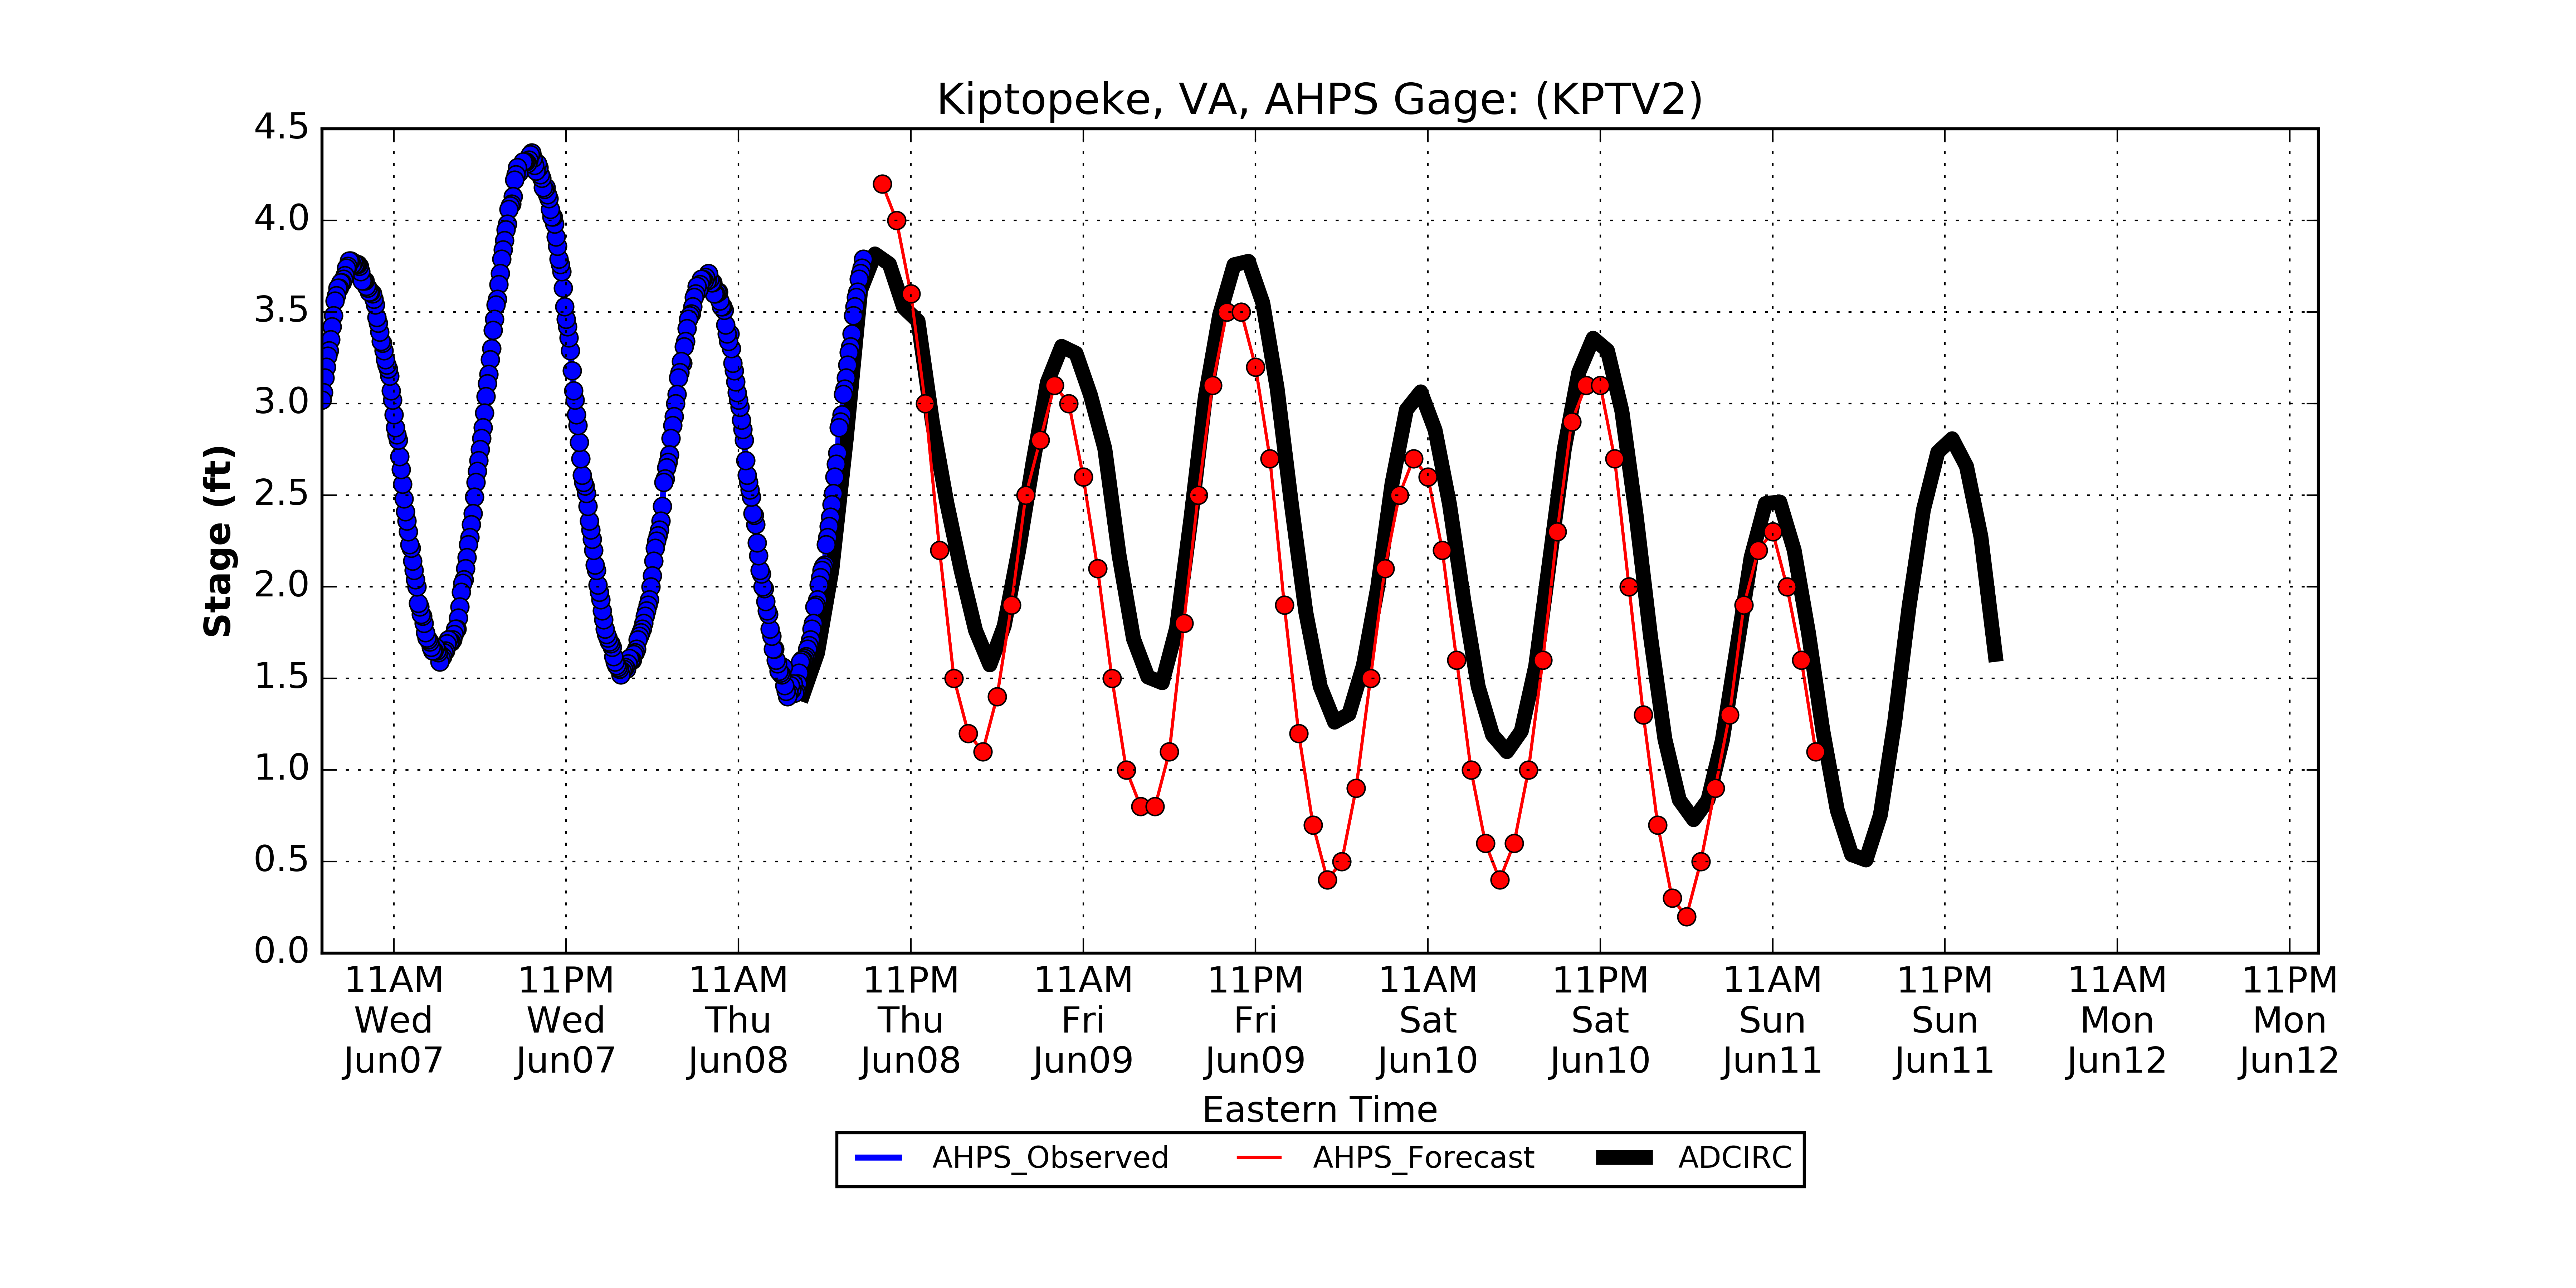 Kiptopeke, VA, AHPS Gage: (KPTV2)
4.5
4.0
3.5
3.0
2.5
2.0
1.5
1.0
0.5
0.0
Stage (ft)
11AM 11PM 11AM 11PM 11AM 11PM 11AM 11PM 11AM 11PM 11AM 11PM
Wed Wed Thu Thu Fri Fri Sat Sat Sun Sun Mon Mon
Jun07 Jun07 Jun08 Jun08 Jun09 Jun09 Jun10 Jun10 Jun11 Jun11 Jun12 Jun12
Eastern Time
AHPS_Observed AHPS_Forecast ADCIRC